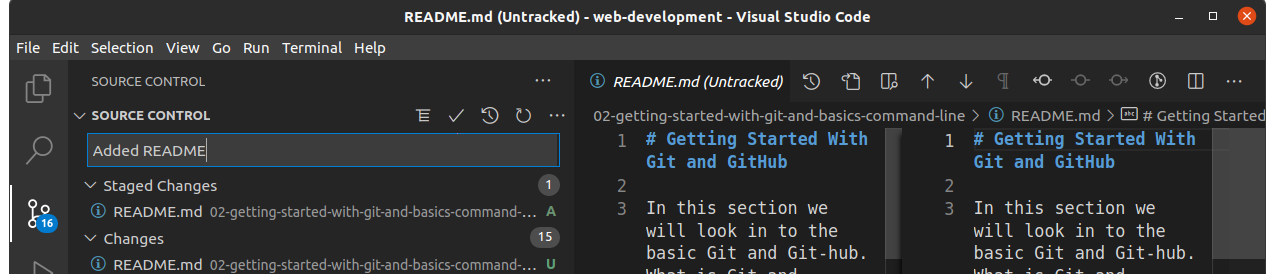 README.md (Untracked) - web-development - Visual Studio Code
File Edit Selection View Go Run Terminal Help
SOURCE CONTROL ...
SOURCE CONTROL ...
Added README
Staged Changes 1
README.md 02-getting-started-with-git-and-basics-command-... A
Changes 15
README.md 02-getting-started-with-git-and-basics-command-... U
16
README.md (Untracked) ...
02-getting-started-with-git-and-basics-command-line > README.md > abc # Getting Started
1 # Getting Started With
Git and GitHub
2
3 In this section we
will look in to the
basic Git and Git-hub.
What is Git and
1 # Getting Started With
Git and GitHub
2
3 In this section we
will look in to the
basic Git and Git-hub.
What is Git and